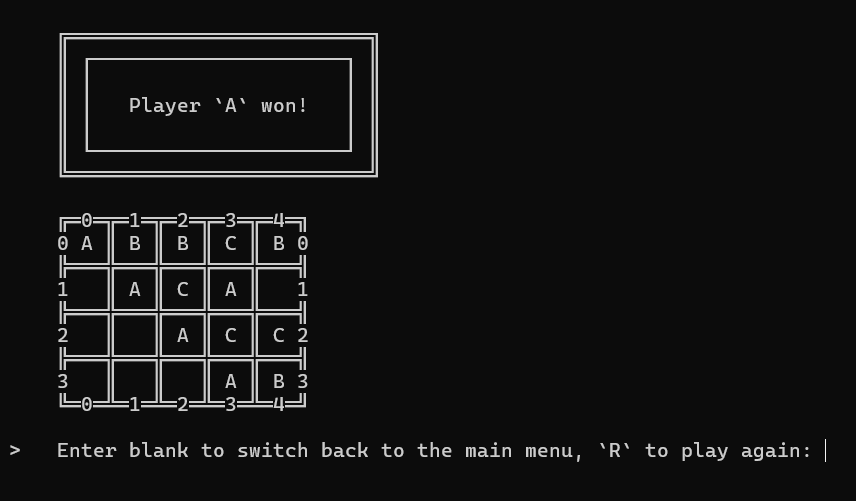 Player `A` won!
0 1 2 3 4
0 A B B C B 0
1 A C A 1
2 A C C 2
3 A B 3
0 1 2 3 4
> Enter blank to switch back to the main menu, `R` to play again: